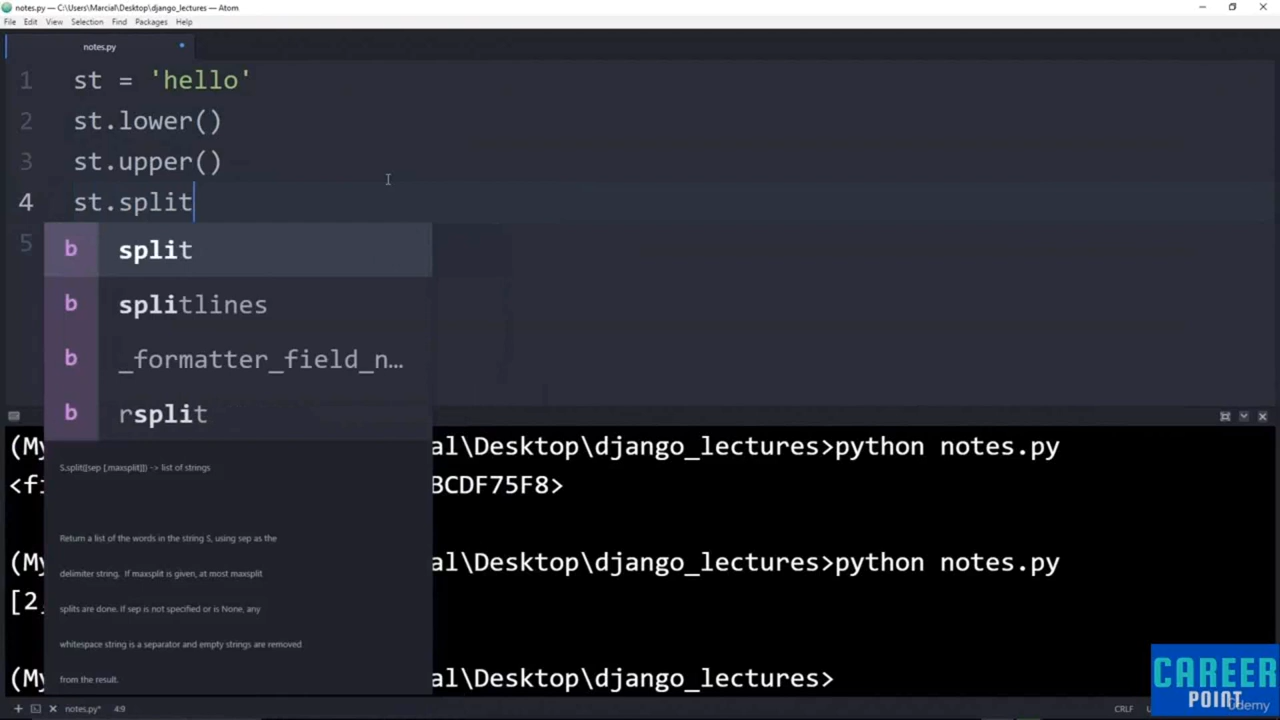 notes.py — C:\Users\Marcial\Desktop\django_lectures — Atom
File Edit View Selection Find Packages Help
notes.py
1 st = 'hello'
2 st.lower()
3 st.upper()
4 st.split
5
b split
b splitlines
b _formatter_field_n…
b rsplit
S.split([sep [,maxsplit]]) -> list of strings
Return a list of the words in the string S, using sep as the
delimiter string. If maxsplit is given, at most maxsplit
splits are done. If sep is not specified or is None, any
whitespace string is a separator and empty strings are removed
from the result.
(My al\Desktop\django_lectures>python notes.py
<fi BCDF75F8>
(My al\Desktop\django_lectures>python notes.py
[2,
(My al\Desktop\django_lectures>
notes.py* 4:9 CRLF
CAREER
POINT
Udemy